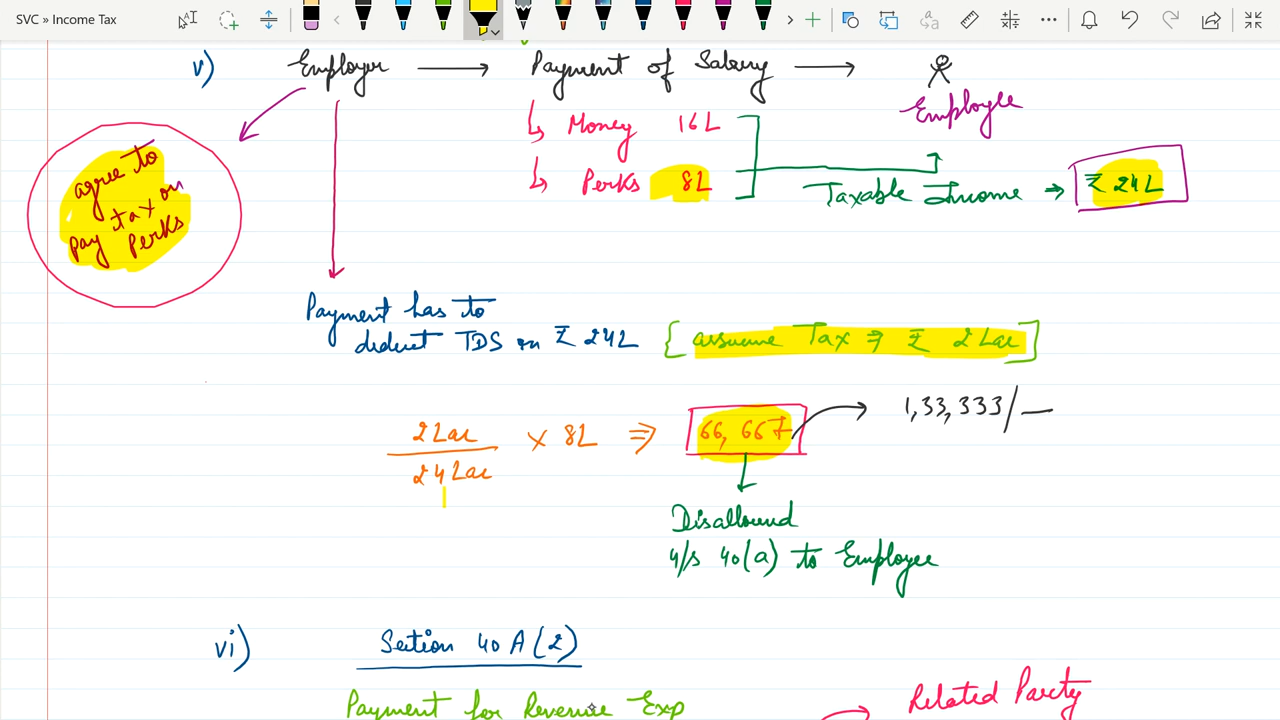 SVC » Income Tax
v) Employer → Payment of Salary → Employee
↳ Money 16L
↳ Perks 8L
Taxable Income → ₹ 24L
agree to
pay tax on
Perks
Payment has to
deduct TDS on ₹ 24L [assume Tax ⇒ ₹ 2 Lac]
2 Lac / 24 Lac × 8L ⇒ 66,667 → 1,33,333/—
Disallowed
u/s 40(a) to Employee
vi) Section 40 A(2)
Payment for Revenue Exp
Related Party